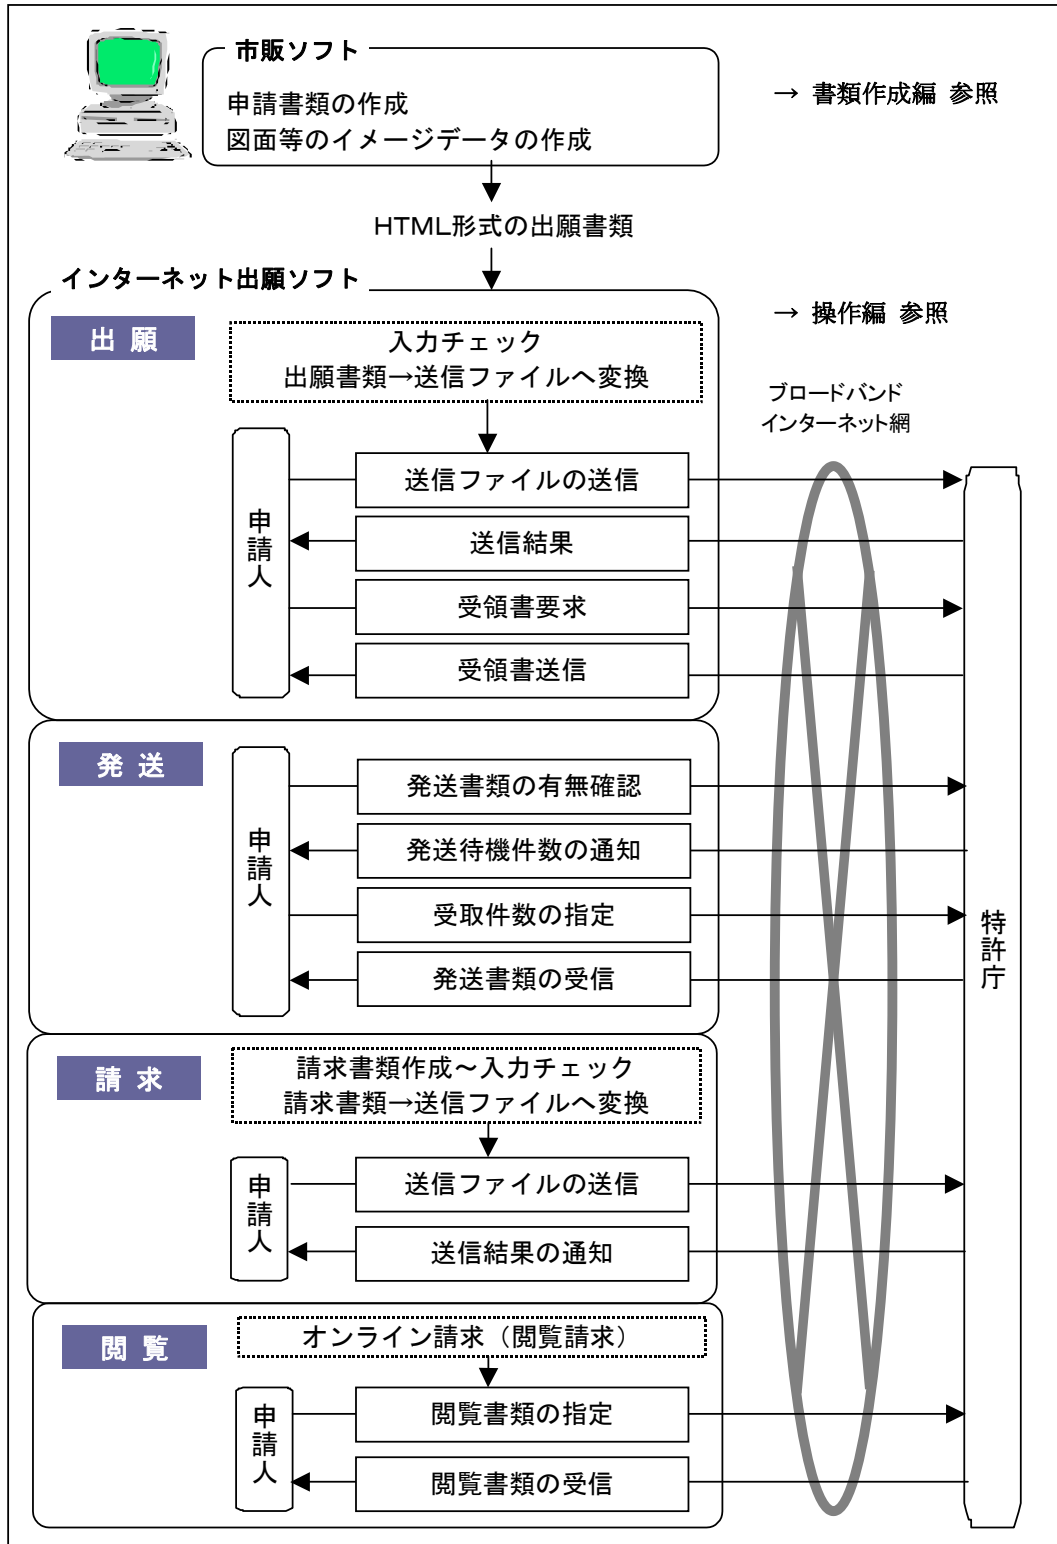 市販ソフト
申請書類の作成
図面等のイメージデータの作成
→ 書類作成編 参照
HTML形式の出願書類
インターネット出願ソフト
→ 操作編 参照
出 願
入力チェック
出願書類→送信ファイルへ変換
ブロードバンド
インターネット網
申請人
送信ファイルの送信
送信結果
受領書要求
受領書送信
発 送
申請人
発送書類の有無確認
発送待機件数の通知
受取件数の指定
発送書類の受信
特許庁
請 求
請求書類作成～入力チェック
請求書類→送信ファイルへ変換
申請人
送信ファイルの送信
送信結果の通知
閲 覧
オンライン請求（閲覧請求）
申請人
閲覧書類の指定
閲覧書類の受信